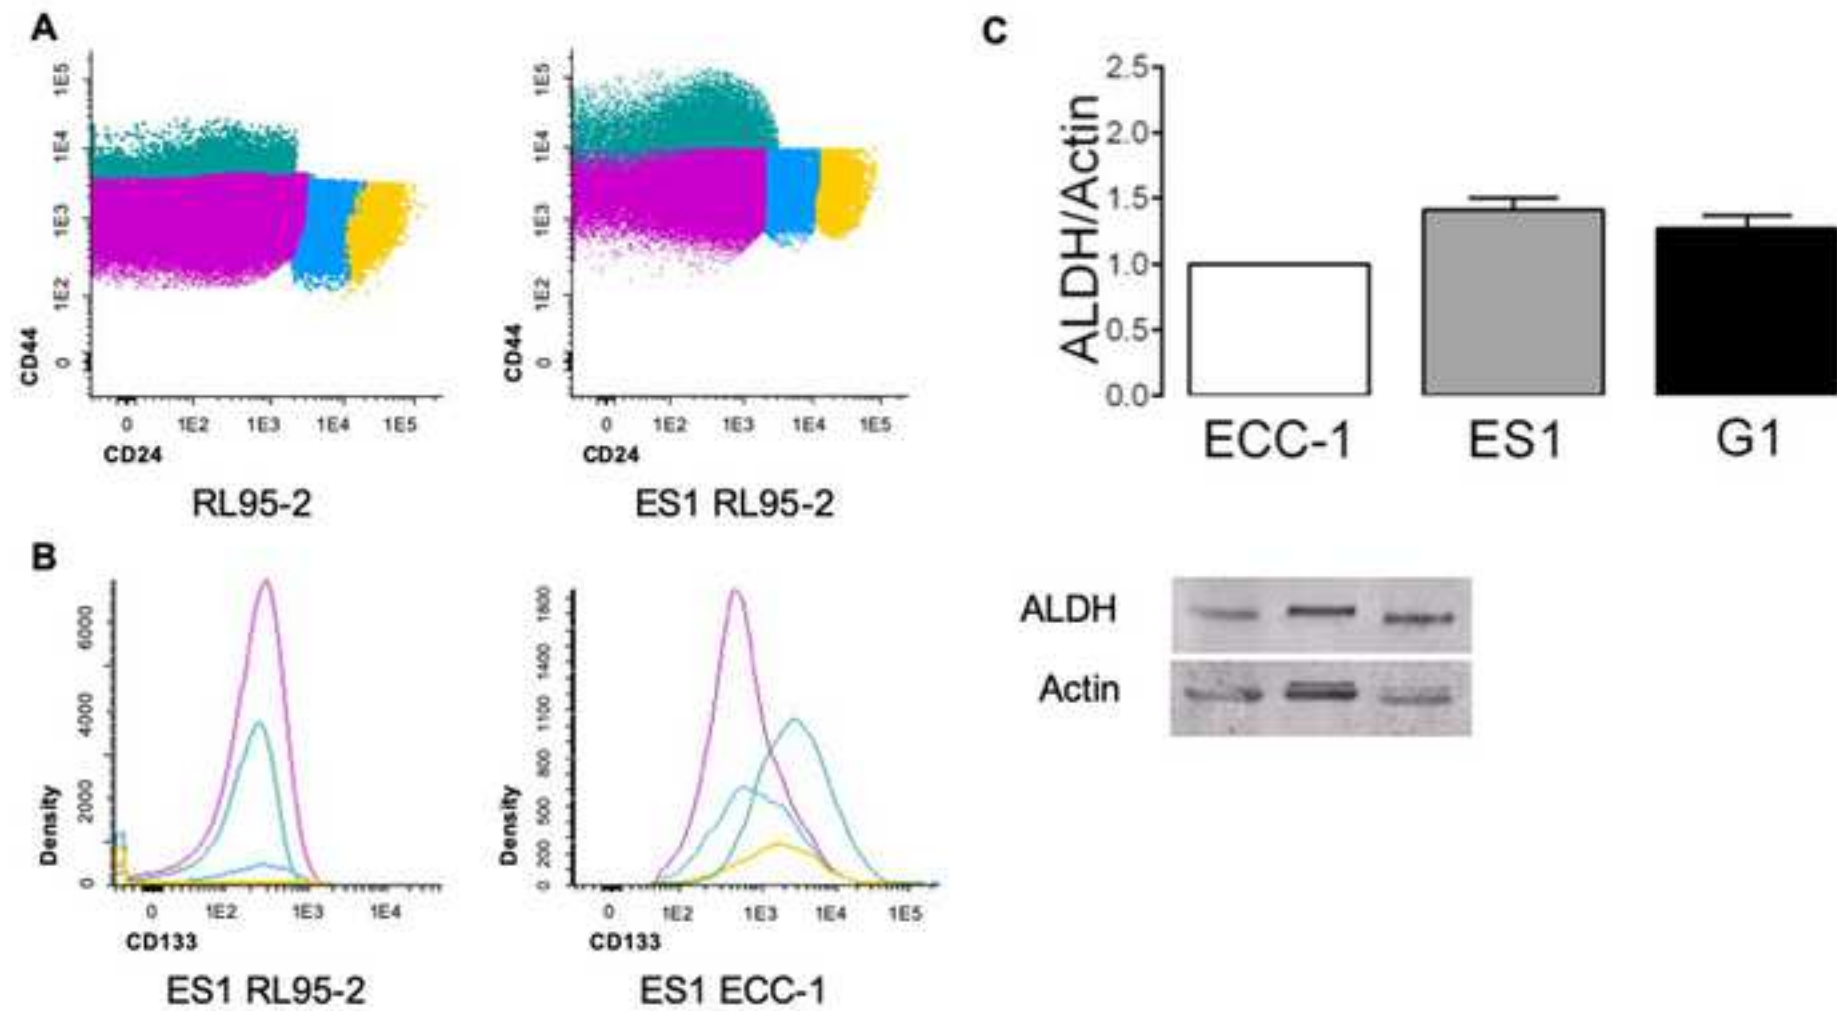 A
1E5
1E4
1E3
1E2
0
CD44
0 1E2 1E3 1E4 1E5
CD24
RL95-2
1E5
1E4
1E3
1E2
0
CD44
0 1E2 1E3 1E4 1E5
CD24
ES1 RL95-2
B
6000
4000
2000
0
Density
0 1E2 1E3 1E4
CD133
ES1 RL95-2
1800
1400
1100
800
500
200
0
Density
0 1E2 1E3 1E4 1E5
CD133
ES1 ECC-1
C
2.5
2.0
1.5
1.0
0.5
0.0
ALDH/Actin
ECC-1 ES1 G1
ALDH
Actin